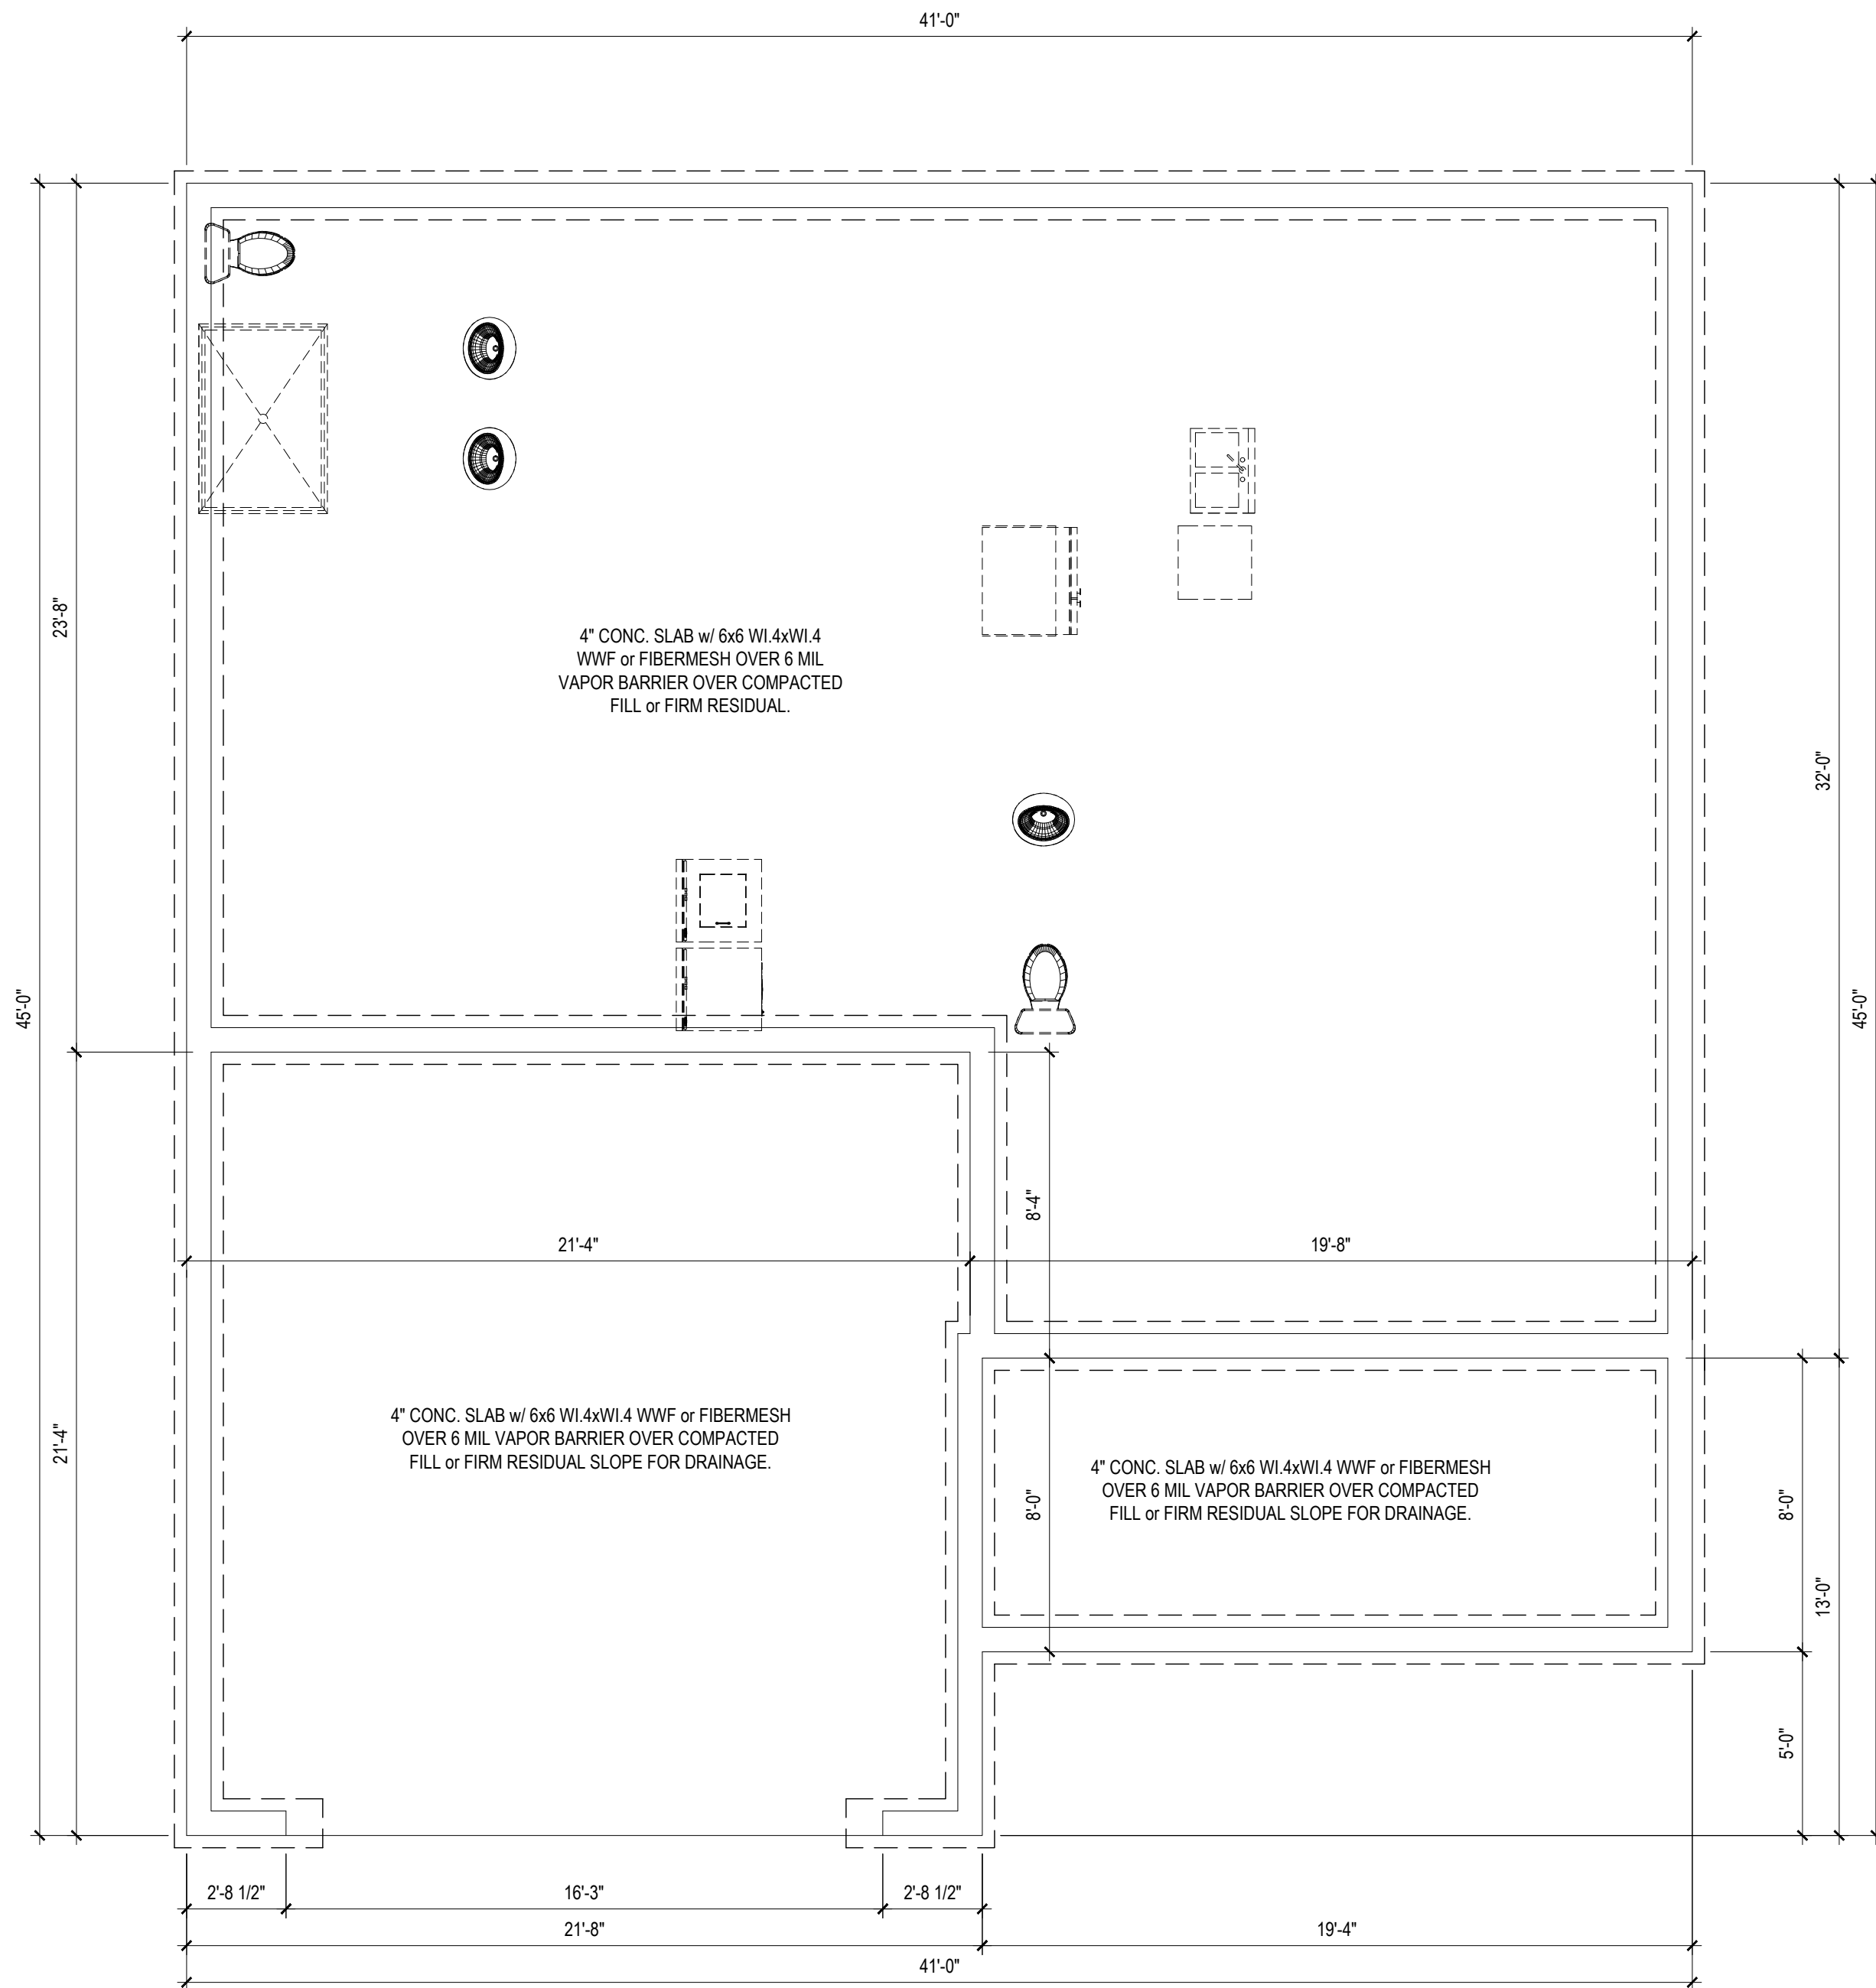 41'-0"
23'-8"
4" CONC. SLAB w/ 6x6 WI.4xWI.4
WWF or FIBERMESH OVER 6 MIL
VAPOR BARRIER OVER COMPACTED
FILL or FIRM RESIDUAL.
32'-0"
45'-0"
45'-0"
8'-4"
21'-4"
19'-8"
21'-4"
4" CONC. SLAB w/ 6x6 WI.4xWI.4 WWF or FIBERMESH
OVER 6 MIL VAPOR BARRIER OVER COMPACTED
FILL or FIRM RESIDUAL SLOPE FOR DRAINAGE.
4" CONC. SLAB w/ 6x6 WI.4xWI.4 WWF or FIBERMESH
OVER 6 MIL VAPOR BARRIER OVER COMPACTED
FILL or FIRM RESIDUAL SLOPE FOR DRAINAGE.
8'-0"
8'-0"
13'-0"
5'-0"
2'-8 1/2"
16'-3"
2'-8 1/2"
21'-8"
19'-4"
41'-0"